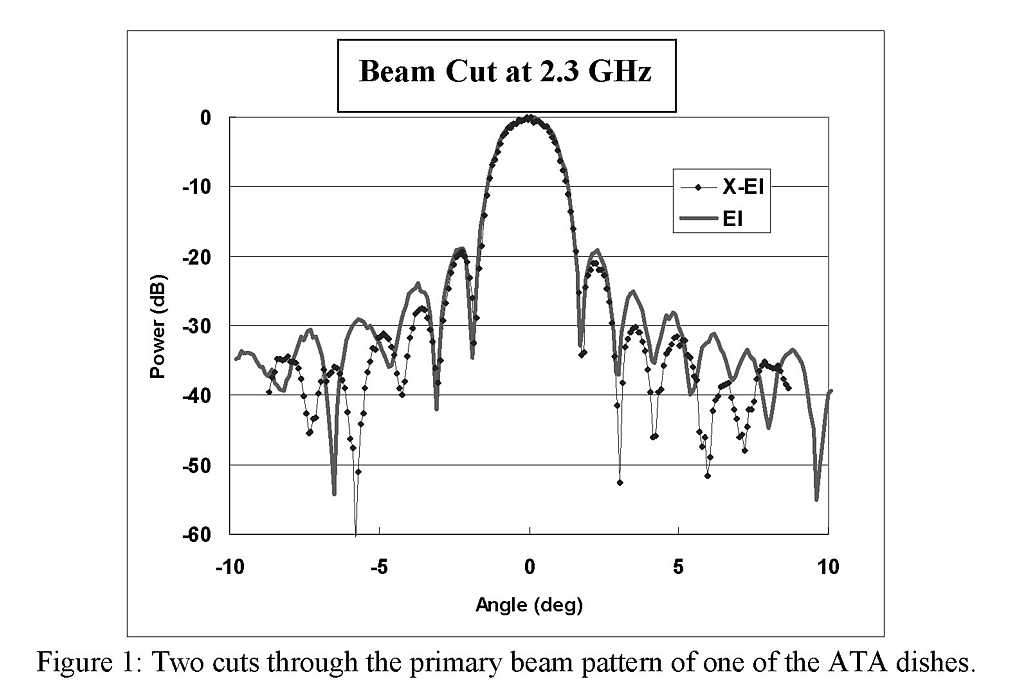 Beam Cut at 2.3 GHz
0
-10
-20
-30
-40
-50
-60
-10
-5
0
5
10
Power (dB)
Angle (deg)
X-El
El
Figure 1: Two cuts through the primary beam pattern of one of the ATA dishes.